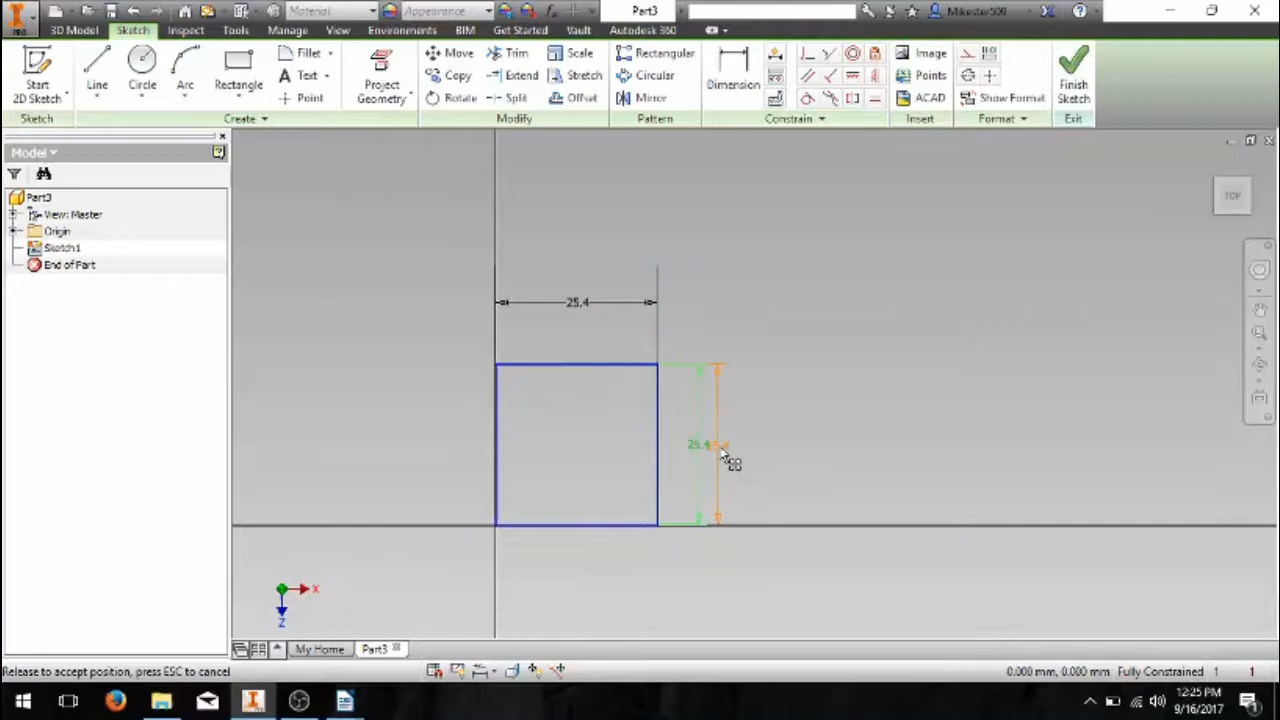 Material
Appearance
Part3
Mikester509
PRO
3D Model Sketch Inspect Tools Manage View Environments BIM Get Started Vault Autodesk 360
Start
2D Sketch
Line
Circle
Arc
Rectangle
Fillet
Text
Point
Project
Geometry
Move
Copy
Rotate
Trim
Extend
Split
Scale
Stretch
Offset
Rectangular
Circular
Mirror
Dimension
Image
Points
ACAD
Show Format
Finish
Sketch
Sketch Create Modify Pattern Constrain Insert Format Exit
Model
Part3
View: Master
Origin
Sketch1
End of Part
TOP
25.4
25.4
X
Z
My Home Part3
Release to accept position, press ESC to cancel
0.000 mm, 0.000 mm Fully Constrained 1 1
12:25 PM
9/16/2017